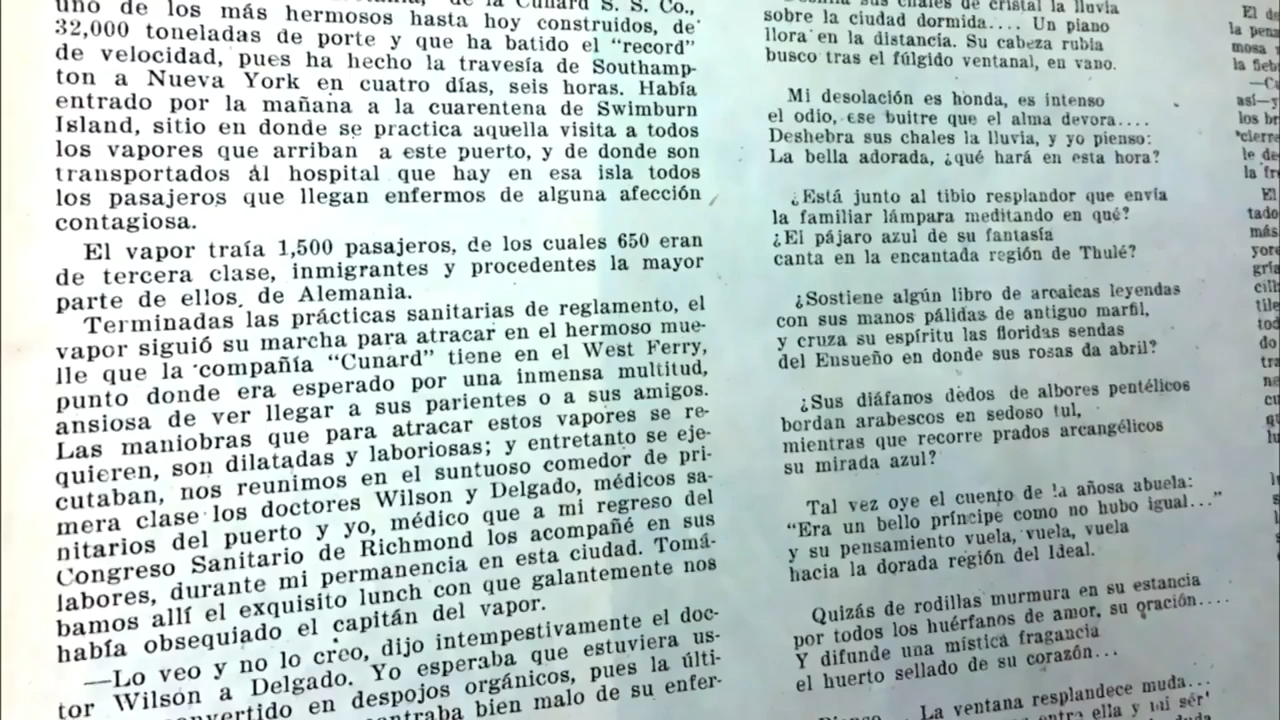 uno de los más hermosos hasta hoy construidos, de
32,000 toneladas de porte y que ha batido el "record"
de velocidad, pues ha hecho la travesía de Southamp-
ton a Nueva York en cuatro días, seis horas. Había
entrado por la mañana a la cuarentena de Swimburn
Island, sitio en donde se practica aquella visita a todos
los vapores que arriban a este puerto, y de donde son
transportados ál hospital que hay en esa isla todos
los pasajeros que llegan enfermos de alguna afección
contagiosa.
El vapor traía 1,500 pasajeros, de los cuales 650 eran
de tercera clase, inmigrantes y procedentes la mayor
parte de ellos, de Alemania.
Terminadas las prácticas sanitarias de reglamento, el
vapor siguió su marcha para atracar en el hermoso mue-
lle que la compañía "Cunard" tiene en el West Ferry,
punto donde era esperado por una inmensa multitud,
ansiosa de ver llegar a sus parientes o a sus amigos.
Las maniobras que para atracar estos vapores se re-
quieren, son dilatadas y laboriosas; y entretanto se eje-
cutaban, nos reunimos en el suntuoso comedor de pri-
mera clase los doctores Wilson y Delgado, médicos sa-
nitarios del puerto y yo, médico que a mi regreso del
Congreso Sanitario de Richmond los acompañé en sus
labores, durante mi permanencia en esta ciudad. Tomá-
bamos allí el exquisito lunch con que galantemente nos
había obsequiado el capitán del vapor.
—Lo veo y no lo creo, dijo intempestivamente el doc-
tor Wilson a Delgado. Yo esperaba que estuviera us-
convertido en despojos orgánicos, pues la últi-
bien malo de su enfer-
sus chales de cristal la lluvia
sobre la ciudad dormida.... Un piano
llora en la distancia. Su cabeza rubia
busco tras el fúlgido ventanal, en vano.
Mi desolación es honda, es intenso
el odio, ese buitre que el alma devora....
Deshebra sus chales la lluvia, y yo pienso:
La bella adorada, ¿qué hará en esta hora?
¿Está junto al tibio resplandor que envía
la familiar lámpara meditando en qué?
¿El pájaro azul de su fantasía
canta en la encantada región de Thulé?
¿Sostiene algún libro de arcaicas leyendas
con sus manos pálidas de antiguo marfil,
y cruza su espíritu las floridas sendas
del Ensueño en donde sus rosas da abril?
¿Sus diáfanos dedos de albores pentélicos
bordan arabescos en sedoso tul,
mientras que recorre prados arcangélicos
su mirada azul?
Tal vez oye el cuento de la añosa abuela:
"Era un bello príncipe como no hubo igual..."
y su pensamiento vuela, vuela, vuela
hacia la dorada región del Ideal.
Quizás de rodillas murmura en su estancia
por todos los huérfanos de amor, su oración....
Y difunde una mística fragancia
el huerto sellado de su corazón...
La ventana resplandece muda...
entre ella y mi sér